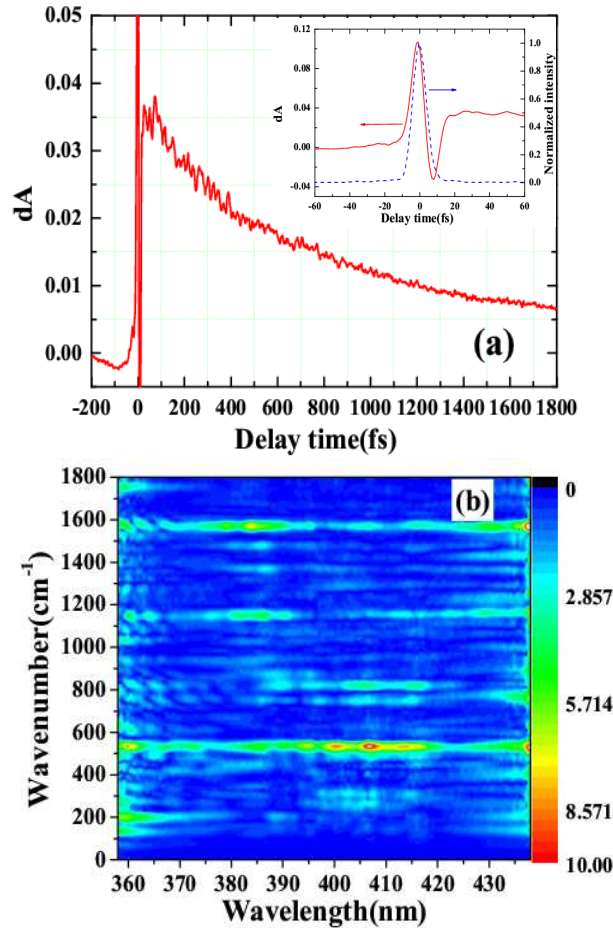 0.05
0.04
0.03
0.02
0.01
0.00
dA
-200 0 200 400 600 800 1000 1200 1400 1600 1800
Delay time(fs)
(a)
0.12
0.08
0.04
0.00
-0.04
dA
-60 -40 -20 0 20 40 60
Delay time(fs)
1.0
0.8
0.6
0.4
0.2
0.0
Normalized intensity
(b)
1800
1600
1400
1200
1000
800
600
400
200
0
Wavenumber(cm-1)
360 370 380 390 400 410 420 430
Wavelength(nm)
0
2.857
5.714
8.571
10.00